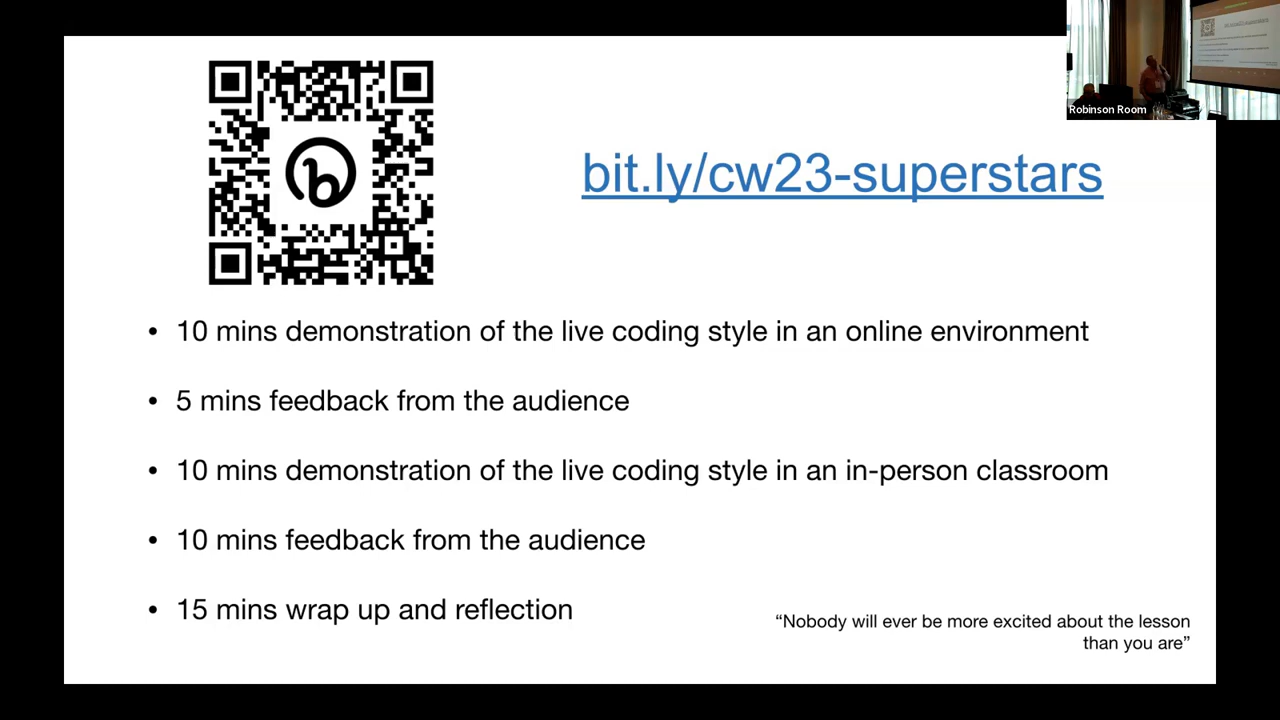 Robinson Room
bit.ly/cw23-superstars
• 10 mins demonstration of the live coding style in an online environment
• 5 mins feedback from the audience
• 10 mins demonstration of the live coding style in an in-person classroom
• 10 mins feedback from the audience
• 15 mins wrap up and reflection
“Nobody will ever be more excited about the lesson
than you are”